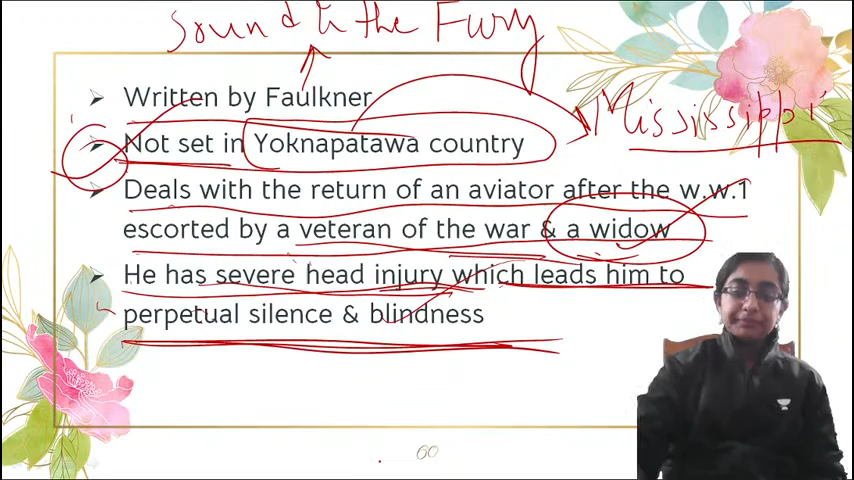 Sound & the Fury
➤ Written by Faulkner
Mississippi
➤ Not set in Yoknapatawa country
➤ Deals with the return of an aviator after the w.w.1
escorted by a veteran of the war & a widow
➤ He has severe head injury which leads him to
perpetual silence & blindness
60